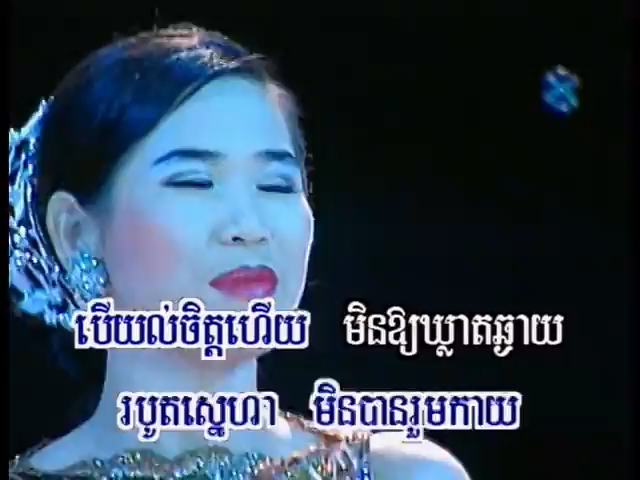 បើយល់ចិត្តហើយ មិនឱ្យឃ្លាតឆ្ងាយ
របូតស្នេហា មិនបានរួមកាយ